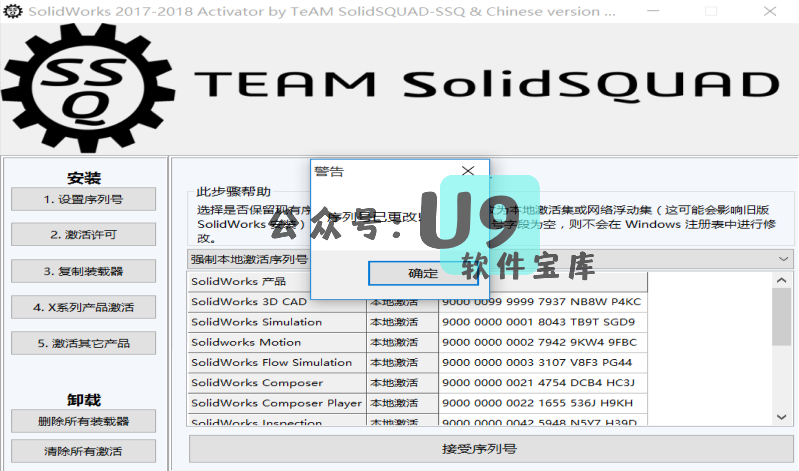 SolidWorks 2017-2018 Activator by TeAM SolidSQUAD-SSQ & Chinese version ...
SSQ
TEAM SolidSQUAD
安装
1. 设置序列号
2. 激活许可
3. 复制装载器
4. X系列产品激活
5. 激活其它产品
卸载
删除所有装载器
清除所有激活
此步骤帮助
选择是否保留现有序
为本地激活集或网络浮动集（这可能会影响旧版
SolidWorks 安装）
号字段为空，则不会在 Windows 注册表中进行修
改。
警告
序列号已更改!
确定
公众号：U9
软件宝库
强制本地激活序列号
SolidWorks 产品
SolidWorks 3D CAD 本地激活 9000 0099 9999 7937 NB8W P4KC
SolidWorks Simulation 本地激活 9000 0000 0001 8043 TB9T SGD9
Solidworks Motion 本地激活 9000 0000 0002 7942 9KW4 9FBC
SolidWorks Flow Simulation 本地激活 9000 0000 0003 3107 V8F3 PG44
SolidWorks Composer 本地激活 9000 0000 0021 4754 DCB4 HC3J
SolidWorks Composer Player 本地激活 9000 0000 0022 1655 536J H9KH
SolidWorks Inspection 本地激活 9000 0000 0042 5948 N5Y7 H39D
接受序列号